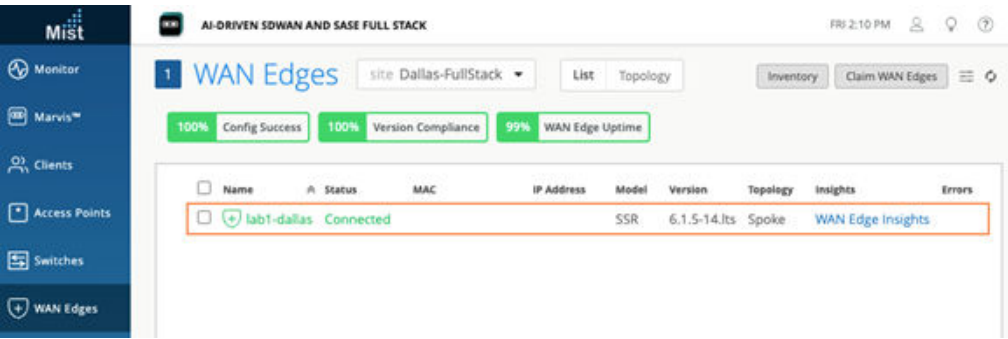 Mist
AI-DRIVEN SDWAN AND SASE FULL STACK
FRI 2:10 PM
Monitor
Marvis™
Clients
Access Points
Switches
WAN Edges
1 WAN Edges
site Dallas-FullStack
List Topology
Inventory Claim WAN Edges
100% Config Success 100% Version Compliance 99% WAN Edge Uptime
Name Status MAC IP Address Model Version Topology Insights Errors
lab1-dallas Connected SSR 6.1.5-14.lts Spoke WAN Edge Insights